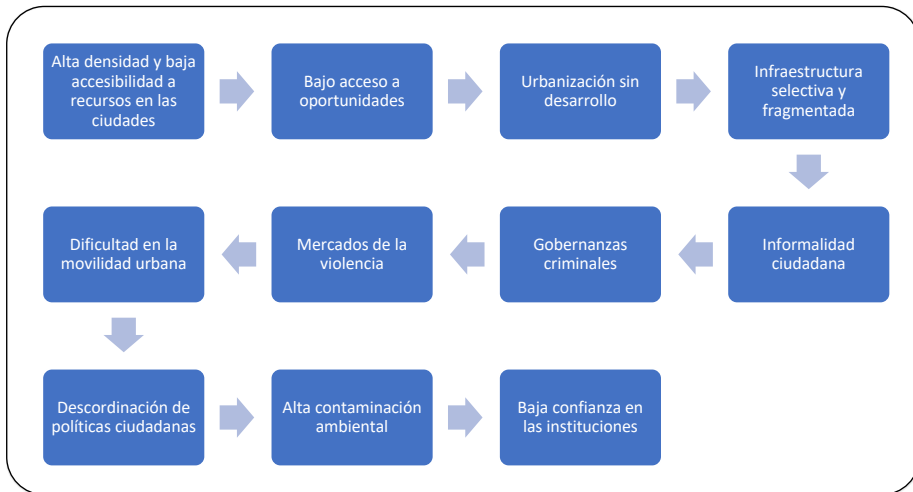 Alta densidad y baja
accesibilidad a
recursos en las
ciudades
Bajo acceso a
oportunidades
Urbanización sin
desarrollo
Infraestructura
selectiva y
fragmentada
Informalidad
ciudadana
Gobernanzas
criminales
Mercados de la
violencia
Dificultad en la
movilidad urbana
Descordinación de
políticas ciudadanas
Alta contaminación
ambiental
Baja confianza en
las instituciones